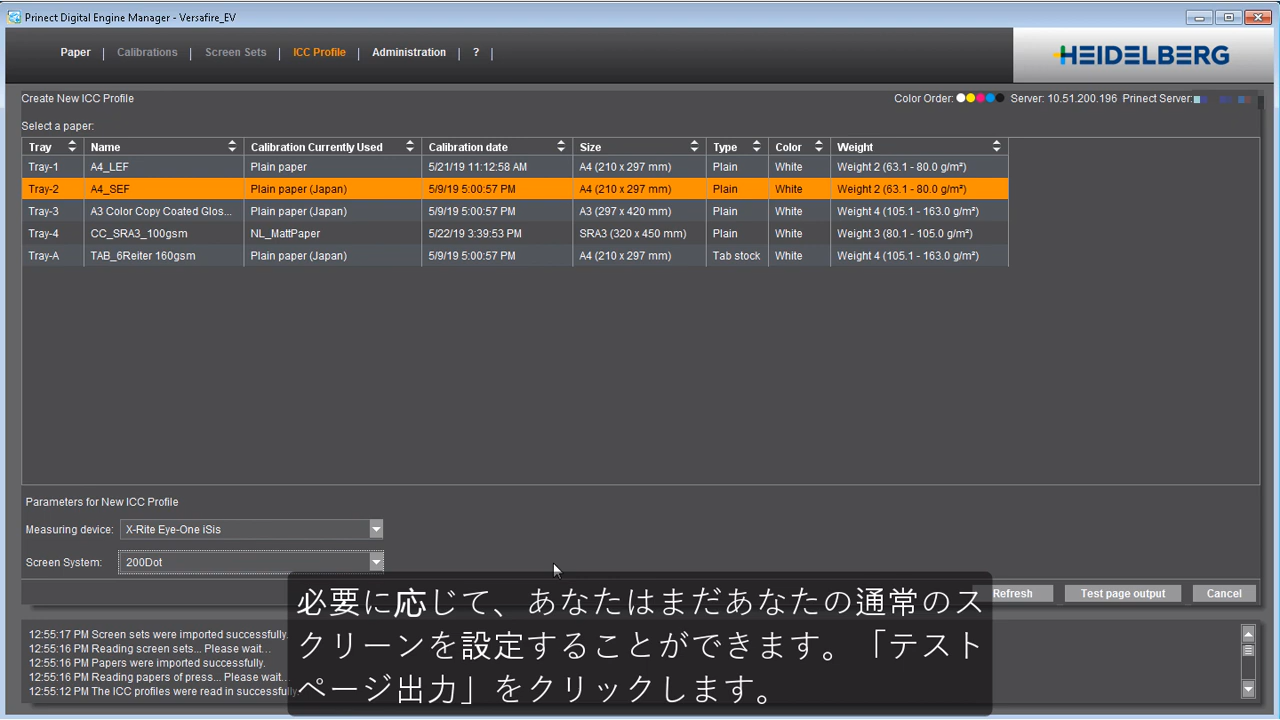 Prinect Digital Engine Manager - Versafire_EV
Paper | Calibrations | Screen Sets | ICC Profile | Administration | ? |
HEIDELBERG
Create New ICC Profile
Color Order: Server: 10.51.200.196 Prinect Server:
Select a paper:
Tray Name Calibration Currently Used Calibration date Size Type Color Weight
Tray-1 A4_LEF Plain paper 5/21/19 11:12:58 AM A4 (210 x 297 mm) Plain White Weight 2 (63.1 - 80.0 g/m²)
Tray-2 A4_SEF Plain paper (Japan) 5/9/19 5:00:57 PM A4 (210 x 297 mm) Plain White Weight 2 (63.1 - 80.0 g/m²)
Tray-3 A3 Color Copy Coated Glos... Plain paper (Japan) 5/9/19 5:00:57 PM A3 (297 x 420 mm) Plain White Weight 4 (105.1 - 163.0 g/m²)
Tray-4 CC_SRA3_100gsm NL_MattPaper 5/22/19 3:39:53 PM SRA3 (320 x 450 mm) Plain White Weight 3 (80.1 - 105.0 g/m²)
Tray-A TAB_6Reiter 160gsm Plain paper (Japan) 5/9/19 5:00:57 PM A4 (210 x 297 mm) Tab stock White Weight 4 (105.1 - 163.0 g/m²)
Parameters for New ICC Profile
Measuring device: X-Rite Eye-One iSis
Screen System: 200Dot
Refresh Test page output Cancel
12:55:17 PM Screen sets were imported successfully.
12:55:16 PM Reading screen sets... Please wait...
12:55:16 PM Papers were imported successfully.
12:55:16 PM Reading papers of press... Please wait...
12:55:12 PM The ICC profiles were read in successfully
必要に応じて、あなたはまだあなたの通常のス
クリーンを設定することができます。「テスト
ページ出力」をクリックします。